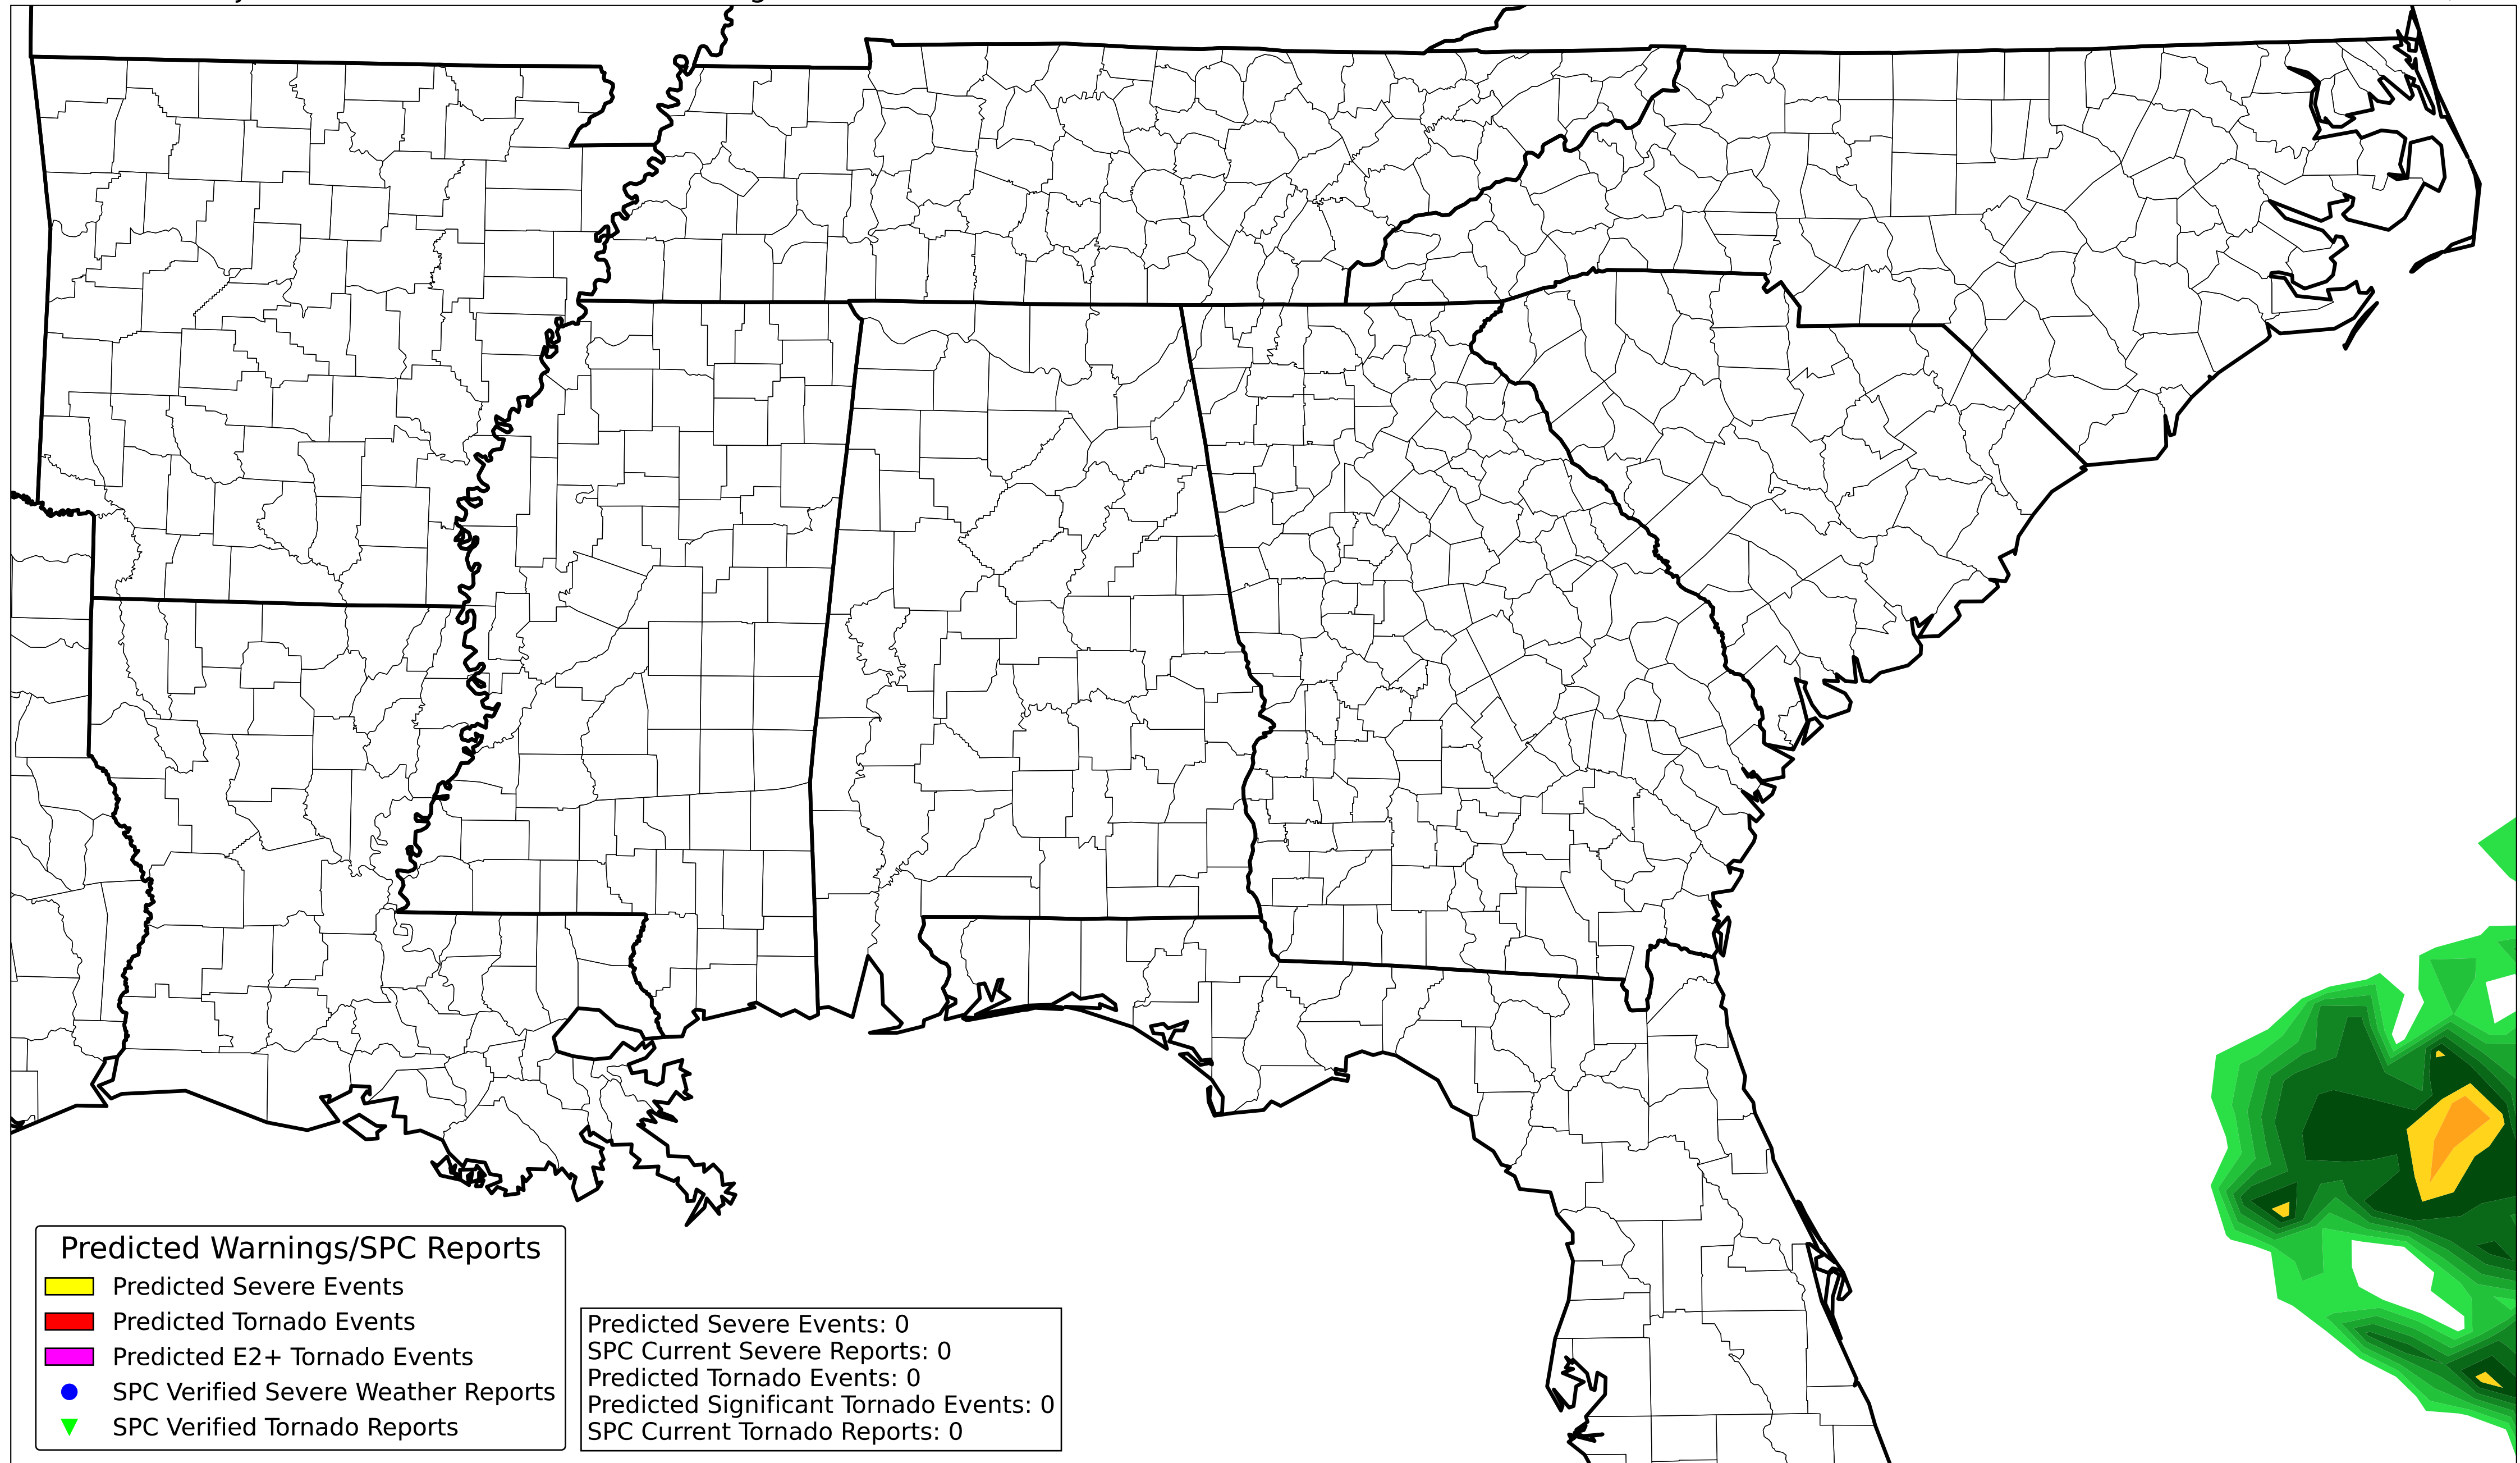 Predicted Warnings/SPC Reports
Predicted Severe Events
Predicted Tornado Events
Predicted E2+ Tornado Events
SPC Verified Severe Weather Reports
SPC Verified Tornado Reports
Predicted Severe Events: 0
SPC Current Severe Reports: 0
Predicted Tornado Events: 0
Predicted Significant Tornado Events: 0
SPC Current Tornado Reports: 0